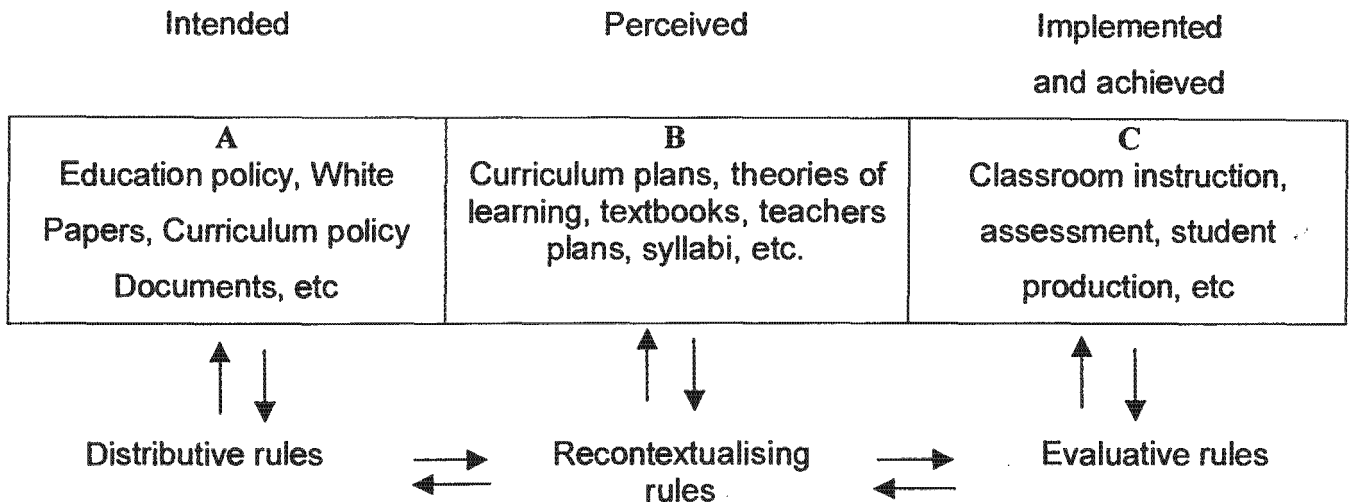 Intended
Perceived
Implemented
and achieved
A
Education policy, White
Papers, Curriculum policy
Documents, etc
B
Curriculum plans, theories of
learning, textbooks, teachers
plans, syllabi, etc.
C
Classroom instruction,
assessment, student
production, etc
Distributive rules
Recontextualising
rules
Evaluative rules